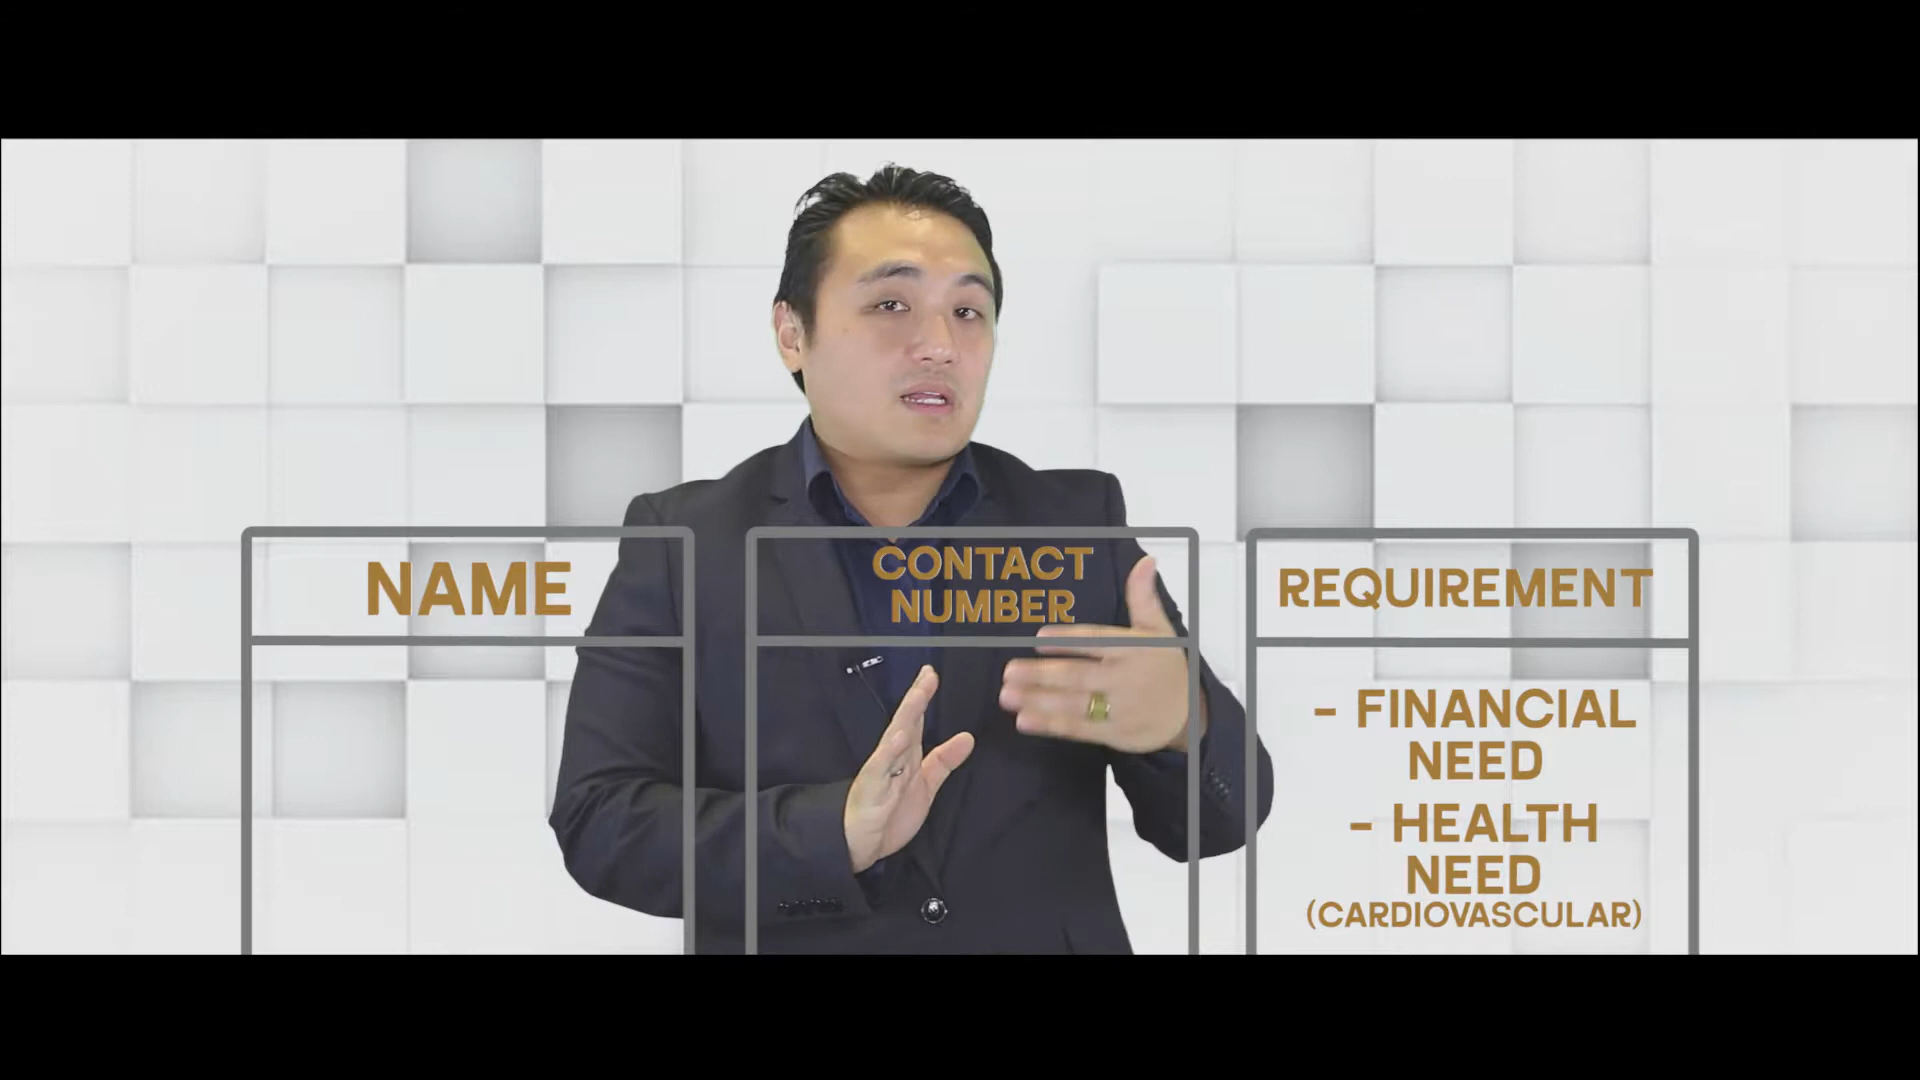 NAME
CONTACT
NUMBER
REQUIREMENT
- FINANCIAL
NEED
- HEALTH
NEED
(CARDIOVASCULAR)